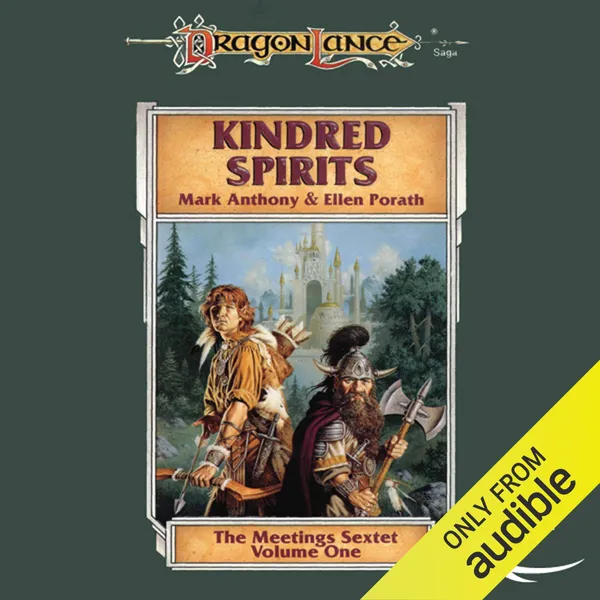 DRAGONLANCE®
Saga
KINDRED
SPIRITS
Mark Anthony & Ellen Porath
The Meetings Sextet
Volume One
ONLY FROM
audible